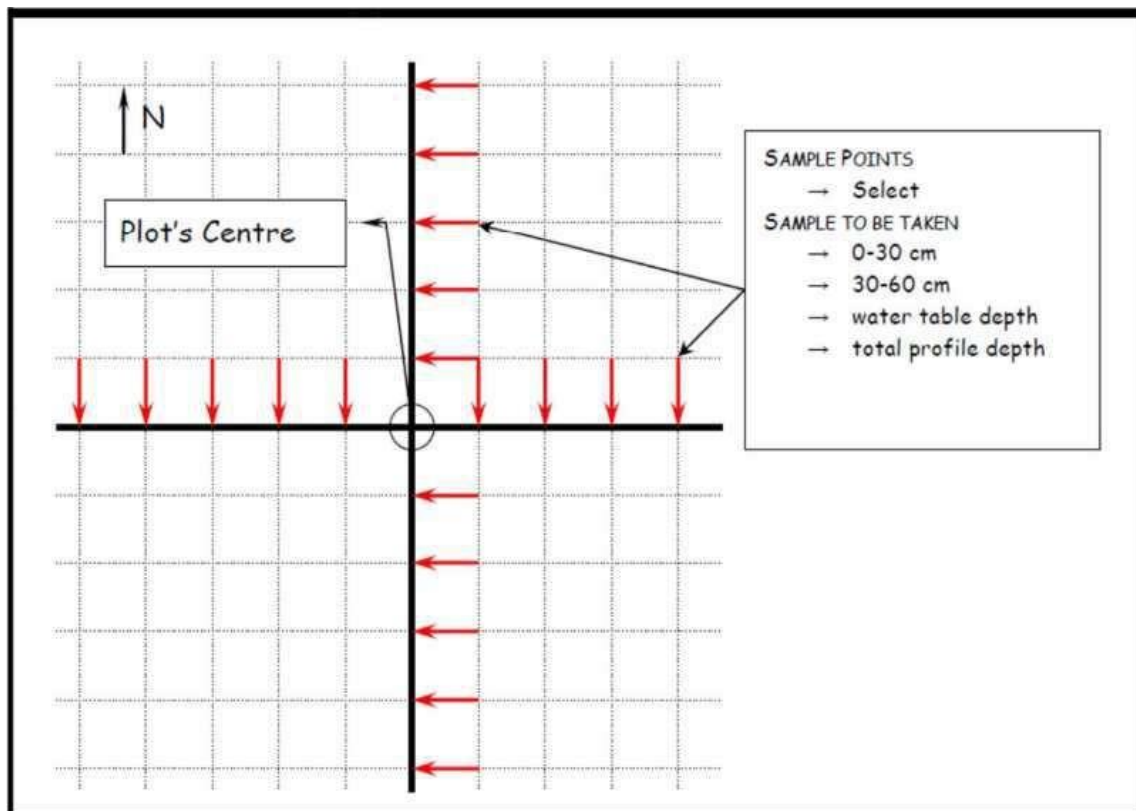 N
Plot's Centre
SAMPLE POINTS
→ Select
SAMPLE TO BE TAKEN
→ 0-30 cm
→ 30-60 cm
→ water table depth
→ total profile depth